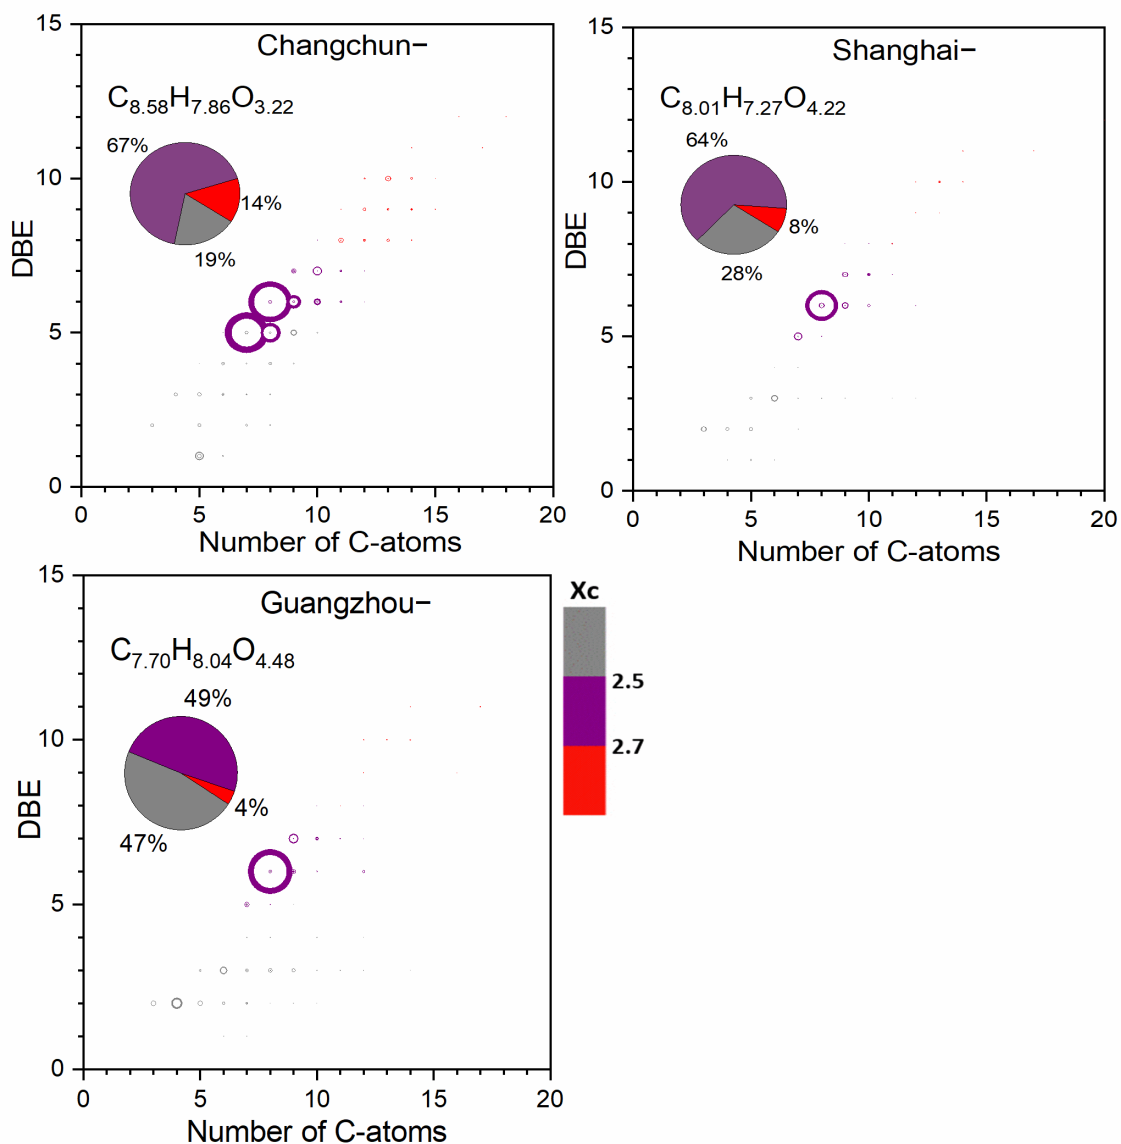 Changchun−
C8.58H7.86O3.22
67%
14%
19%
DBE
15
10
5
0
0 5 10 15 20
Number of C-atoms
Shanghai−
C8.01H7.27O4.22
64%
8%
28%
DBE
15
10
5
0
0 5 10 15 20
Number of C-atoms
Guangzhou−
C7.70H8.04O4.48
49%
4%
47%
DBE
15
10
5
0
0 5 10 15 20
Number of C-atoms
Xc
2.5
2.7